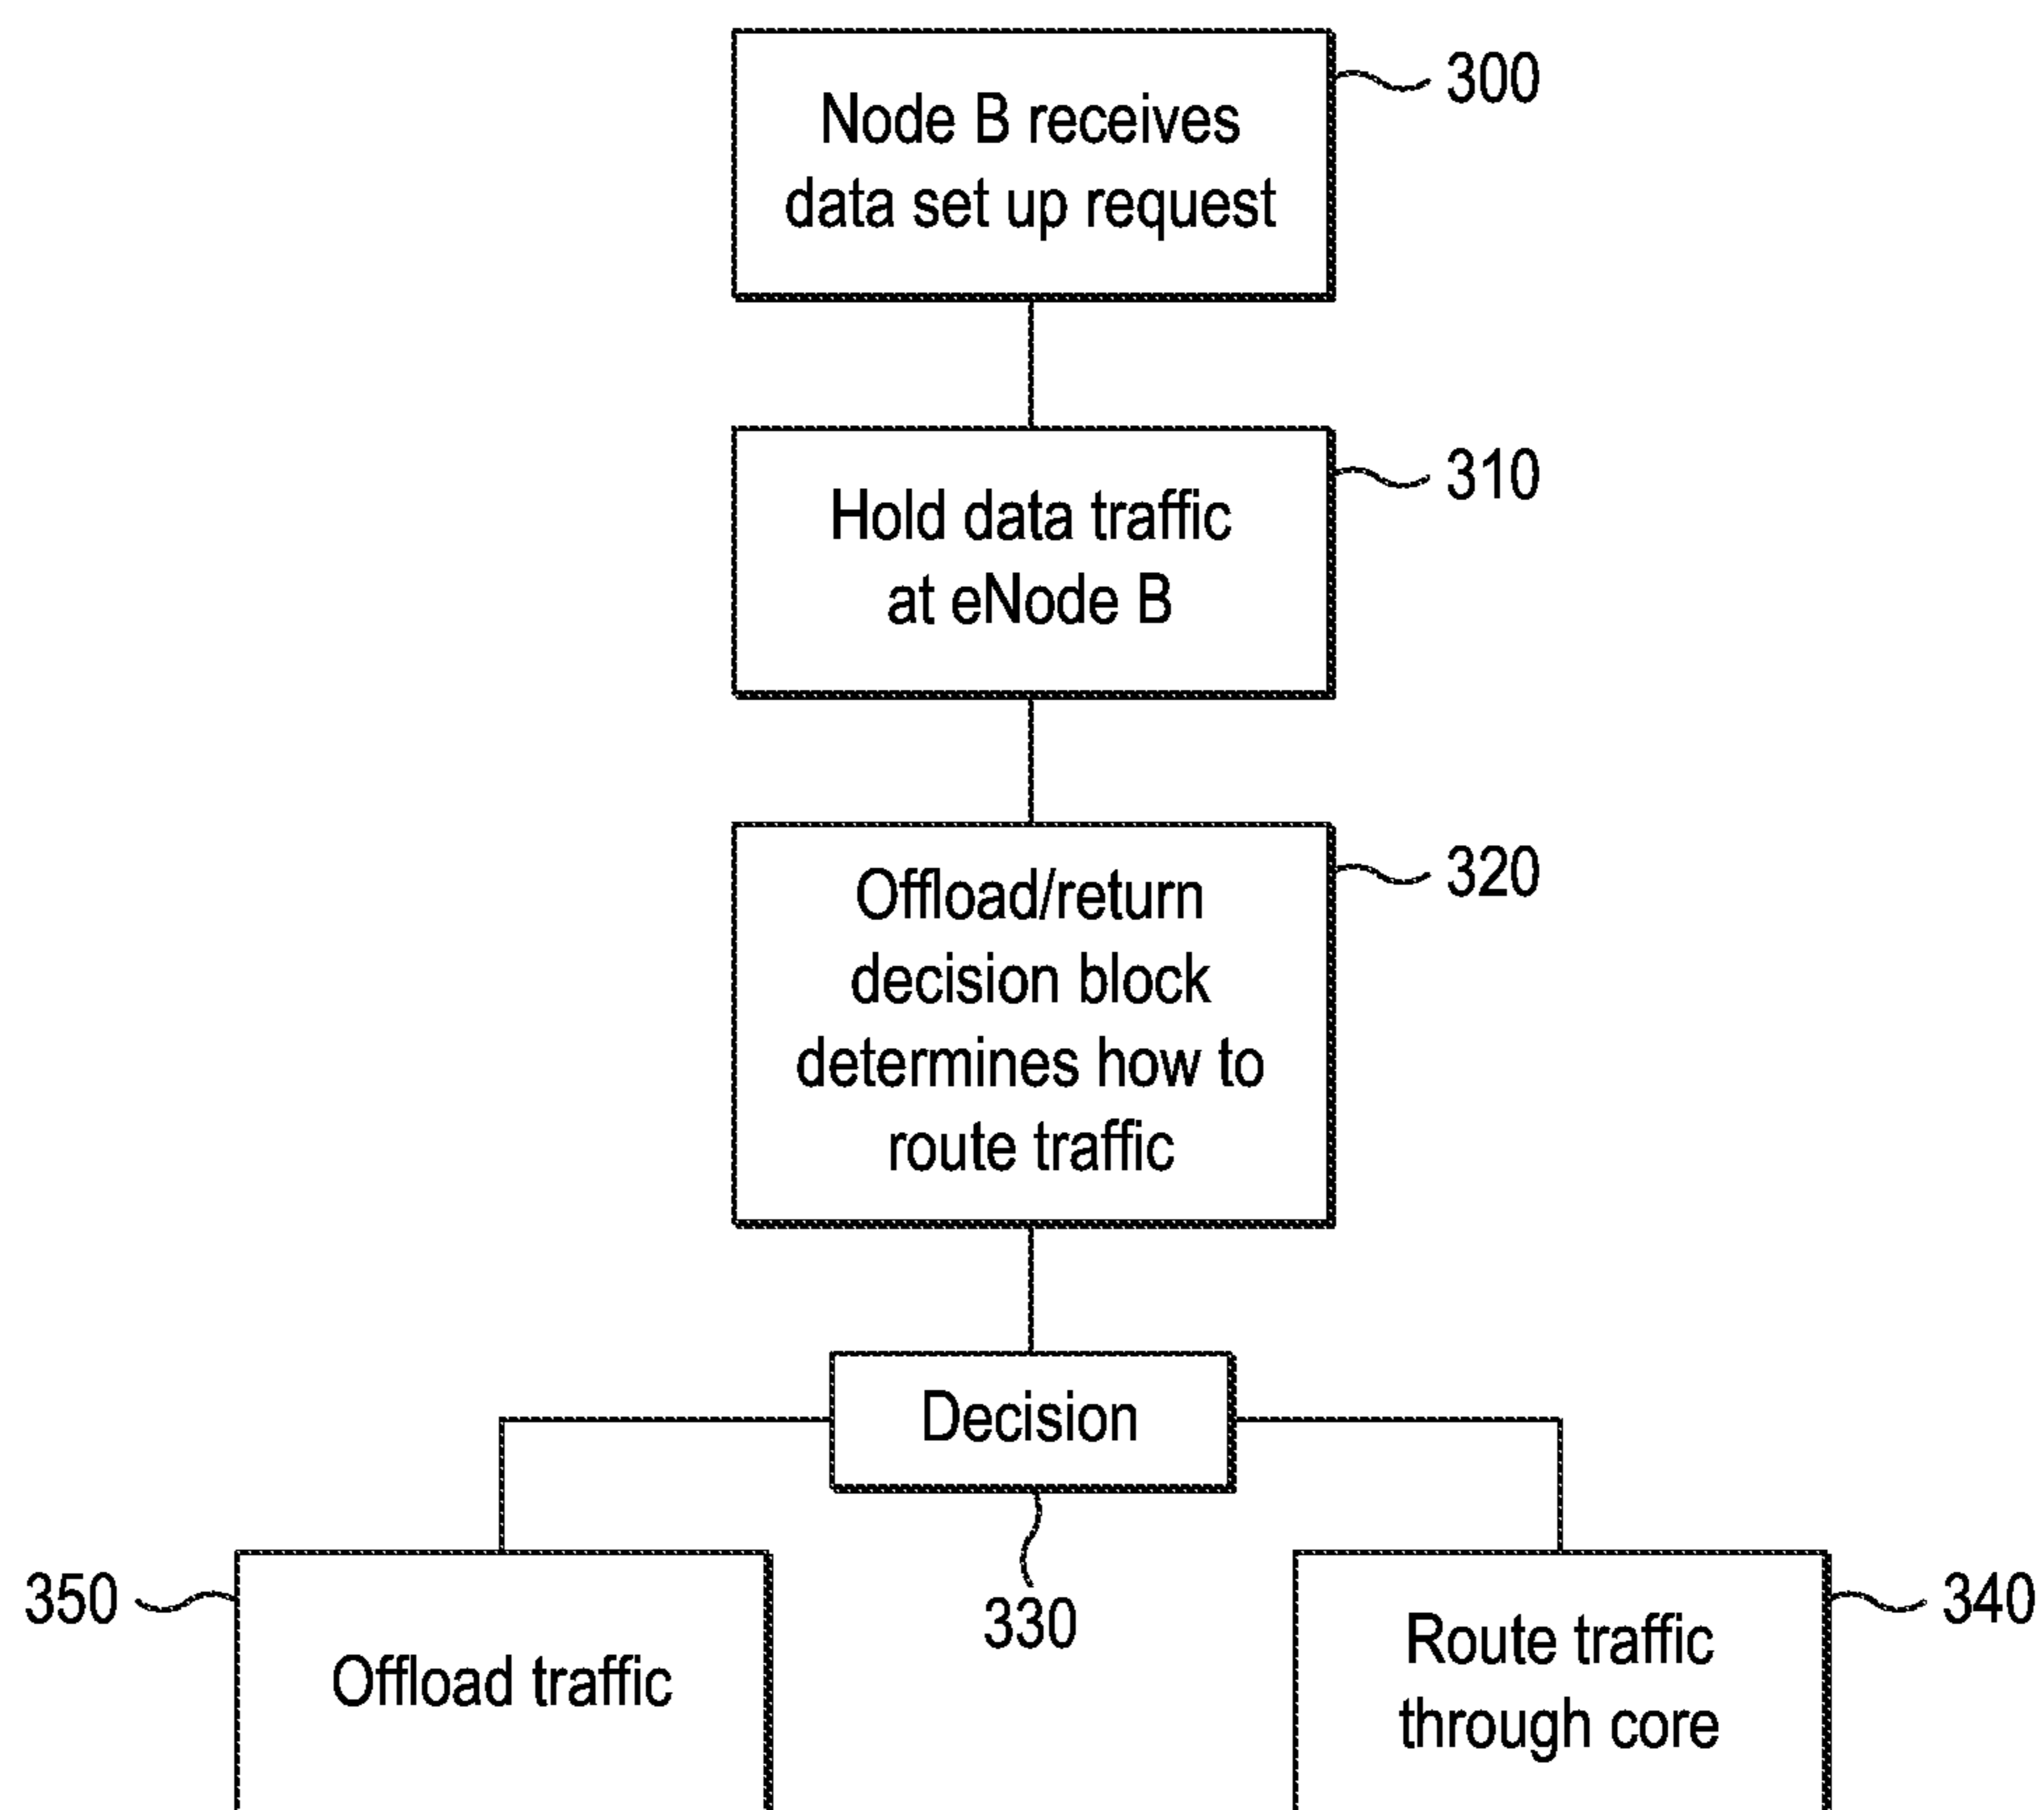 Node B receives
data set up request
300
Hold data traffic
at eNode B
310
Offload/return
decision block
determines how to
route traffic
320
Decision
330
350
Offload traffic
Route traffic
through core
340